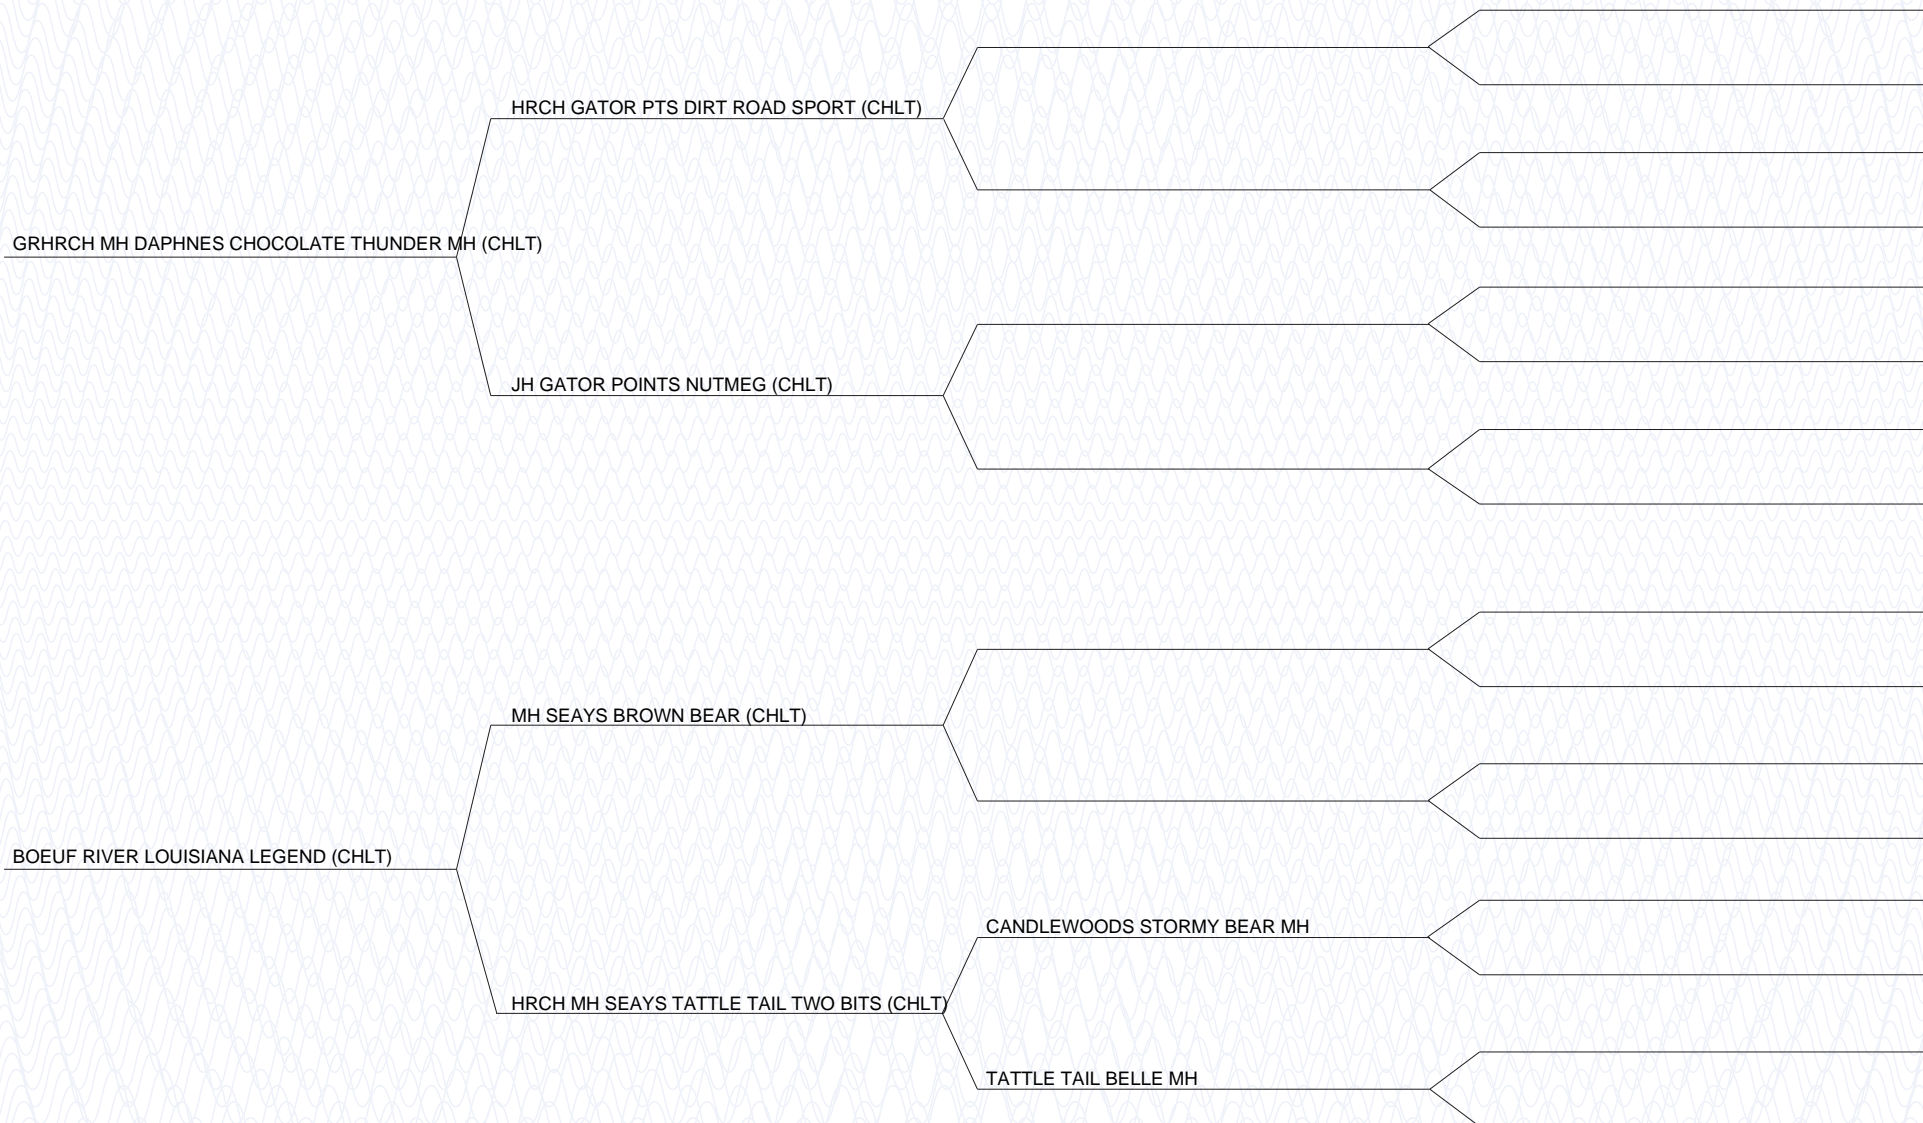 HRCH GATOR PTS DIRT ROAD SPORT (CHLT)
GRHRCH MH DAPHNES CHOCOLATE THUNDER MH (CHLT)
JH GATOR POINTS NUTMEG (CHLT)
MH SEAYS BROWN BEAR (CHLT)
BOEUF RIVER LOUISIANA LEGEND (CHLT)
CANDLEWOODS STORMY BEAR MH
HRCH MH SEAYS TATTLE TAIL TWO BITS (CHLT)
TATTLE TAIL BELLE MH